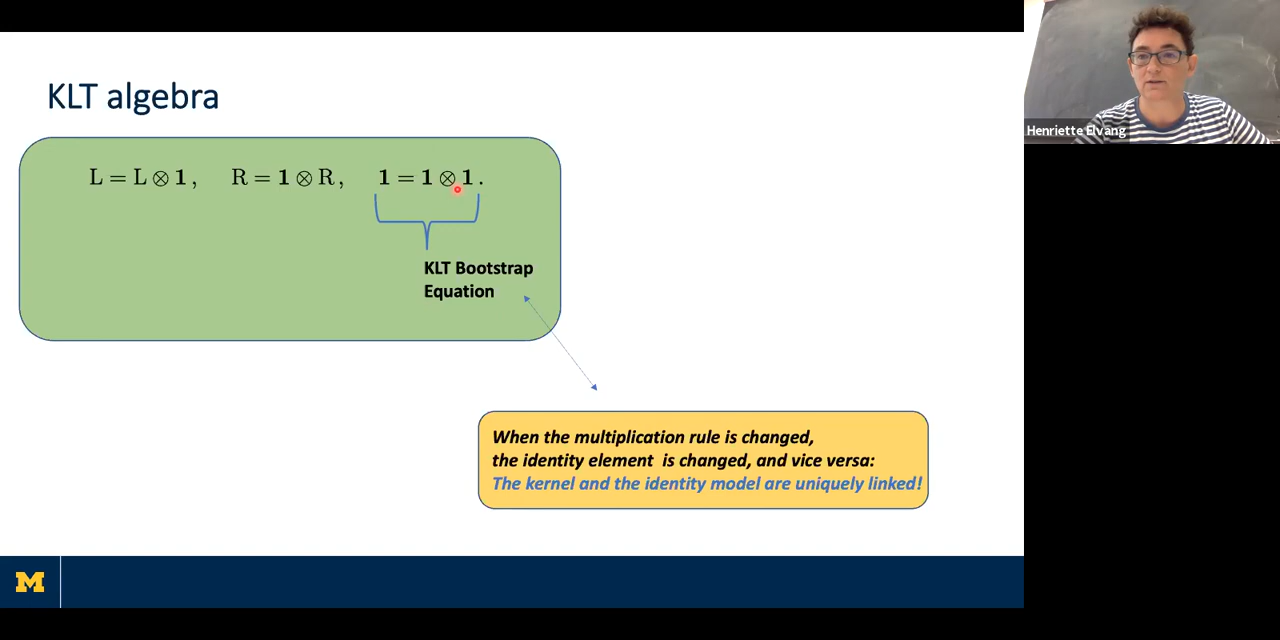 KLT algebra
L = L ⊗ 1 ,   R = 1 ⊗ R ,   1 = 1 ⊗ 1 .
KLT Bootstrap
Equation
When the multiplication rule is changed,
the identity element is changed, and vice versa:
The kernel and the identity model are uniquely linked!
M
Henriette Elvang